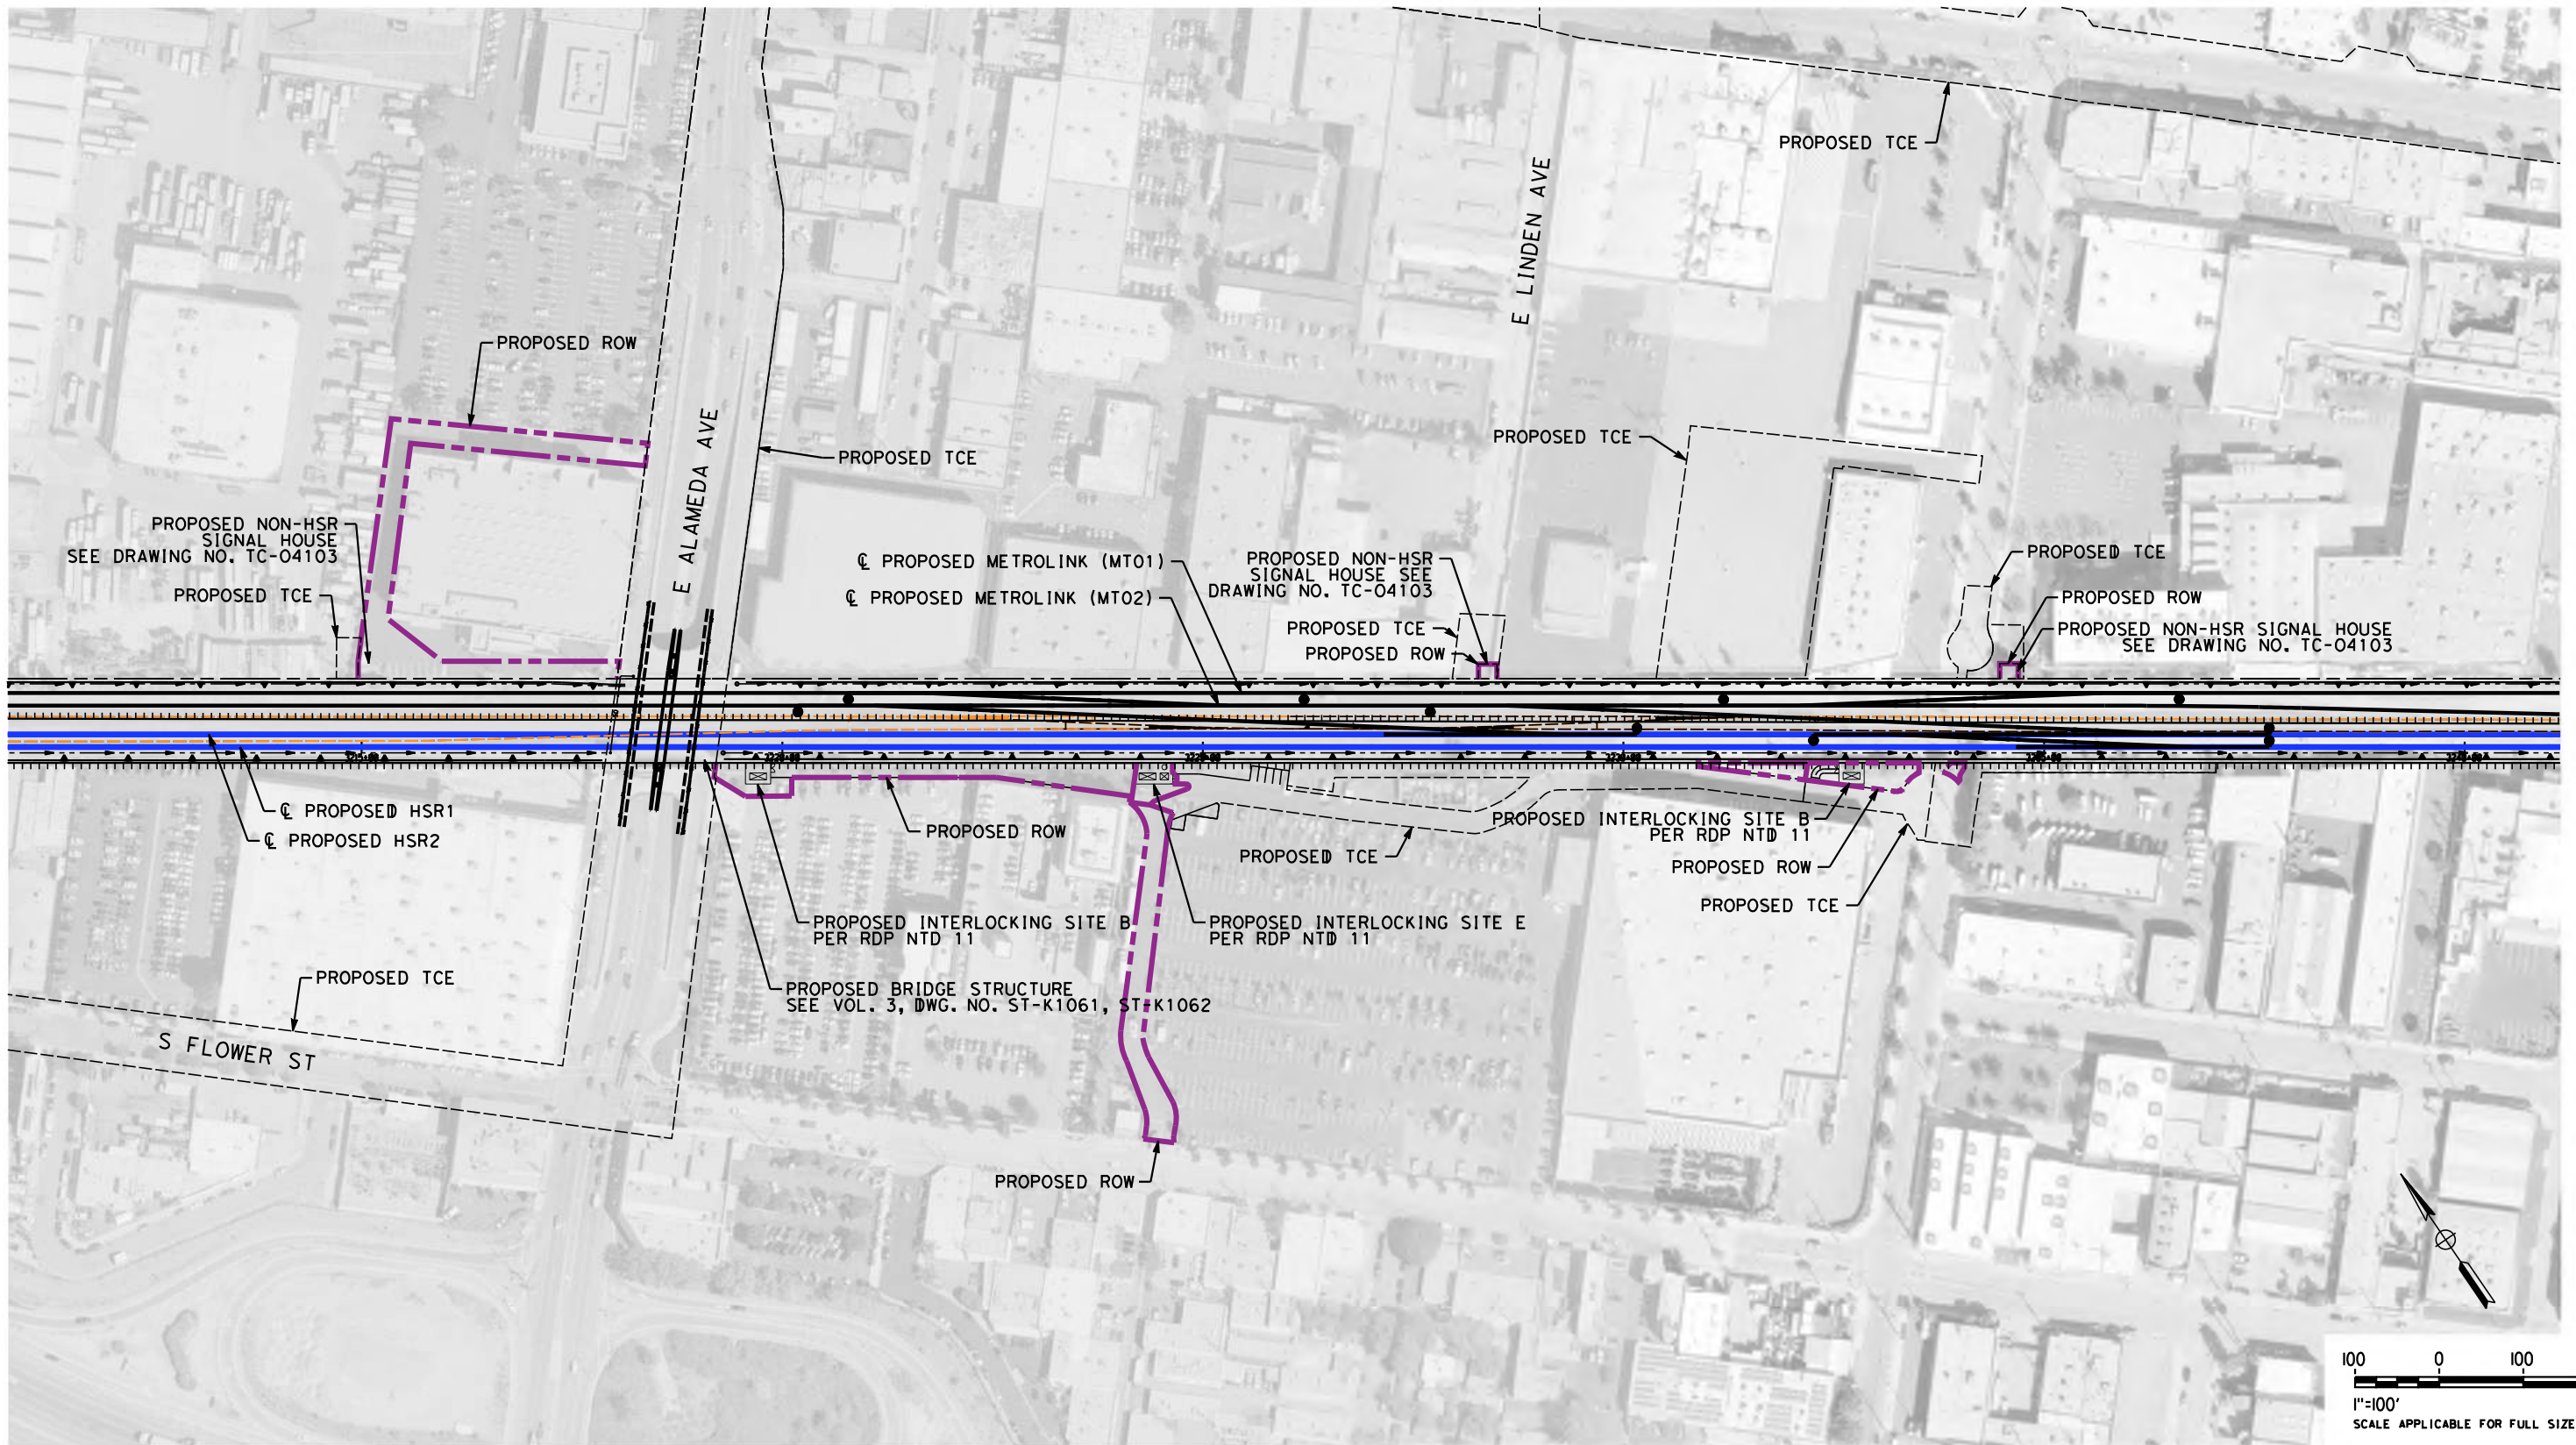 PROPOSED TCE
E LINDEN AVE
PROPOSED ROW
E ALAMEDA AVE
PROPOSED TCE
PROPOSED TCE
PROPOSED NON-HSR
SIGNAL HOUSE
SEE DRAWING NO. TC-04103
PROPOSED TCE
℄ PROPOSED METROLINK (MT01)
℄ PROPOSED METROLINK (MT02)
PROPOSED NON-HSR
SIGNAL HOUSE SEE
DRAWING NO. TC-04103
PROPOSED TCE
PROPOSED ROW
PROPOSED TCE
PROPOSED ROW
PROPOSED NON-HSR SIGNAL HOUSE
SEE DRAWING NO. TC-04103
℄ PROPOSED HSR1
℄ PROPOSED HSR2
PROPOSED ROW
PROPOSED TCE
PROPOSED INTERLOCKING SITE B
PER RDP NTD 11
PROPOSED ROW
PROPOSED TCE
PROPOSED INTERLOCKING SITE B
PER RDP NTD 11
PROPOSED INTERLOCKING SITE E
PER RDP NTD 11
PROPOSED BRIDGE STRUCTURE
SEE VOL. 3, DWG. NO. ST-K1061, ST-K1062
PROPOSED TCE
S FLOWER ST
PROPOSED ROW
100 0 100
1"=100'
SCALE APPLICABLE FOR FULL SIZE